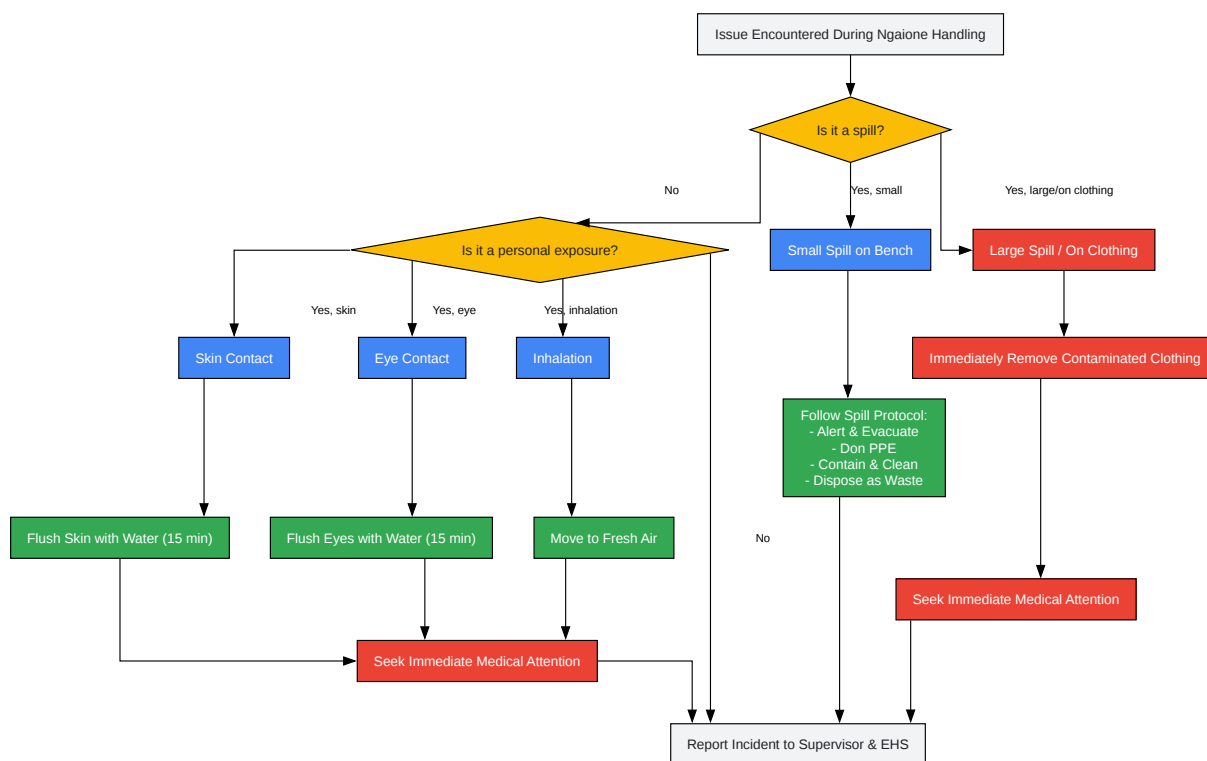 Issue Encountered During Ngaione Handling
Is it a spill?
No
Yes, small
Yes, large/on clothing
Is it a personal exposure?
Small Spill on Bench
Large Spill / On Clothing
Yes, skin
Yes, eye
Yes, inhalation
Skin Contact
Eye Contact
Inhalation
Immediately Remove Contaminated Clothing
Follow Spill Protocol:
- Alert & Evacuate
- Don PPE
- Contain & Clean
- Dispose as Waste
Flush Skin with Water (15 min)
Flush Eyes with Water (15 min)
Move to Fresh Air
No
Seek Immediate Medical Attention
Seek Immediate Medical Attention
Report Incident to Supervisor & EHS